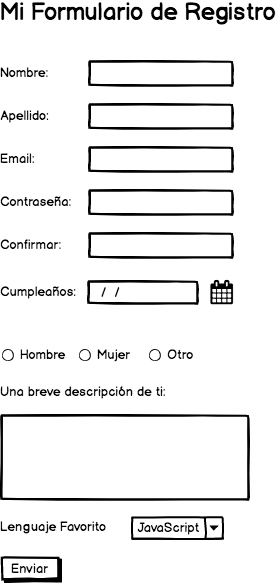 Mi Formulario de Registro
Nombre:
Apellido:
Email:
Contraseña:
Confirmar:
Cumpleaños: / /
Hombre Mujer Otro
Una breve descripción de ti:
Lenguaje Favorito JavaScript
Enviar